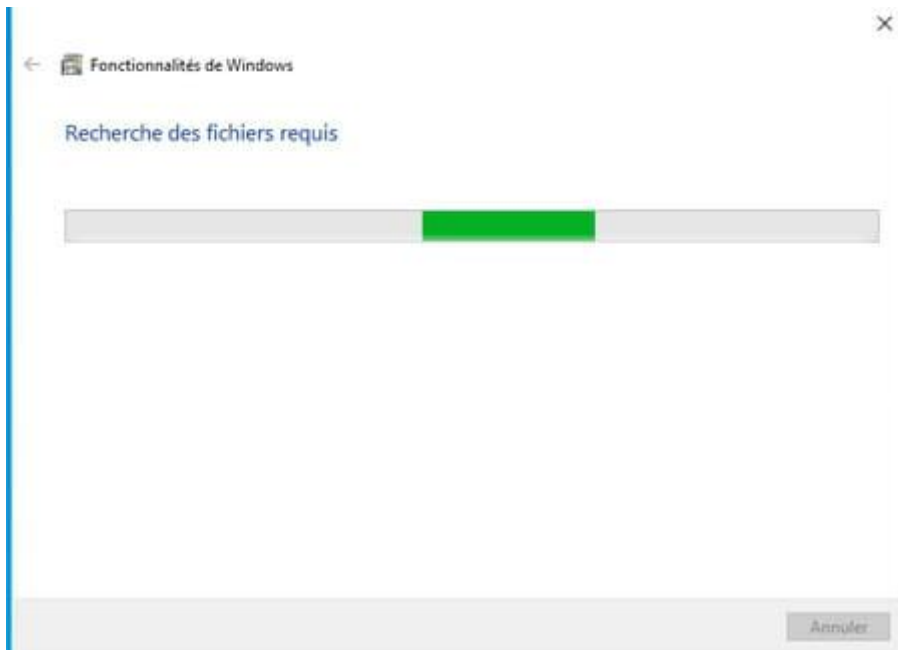 Fonctionnalités de Windows
Recherche des fichiers requis
Annuler